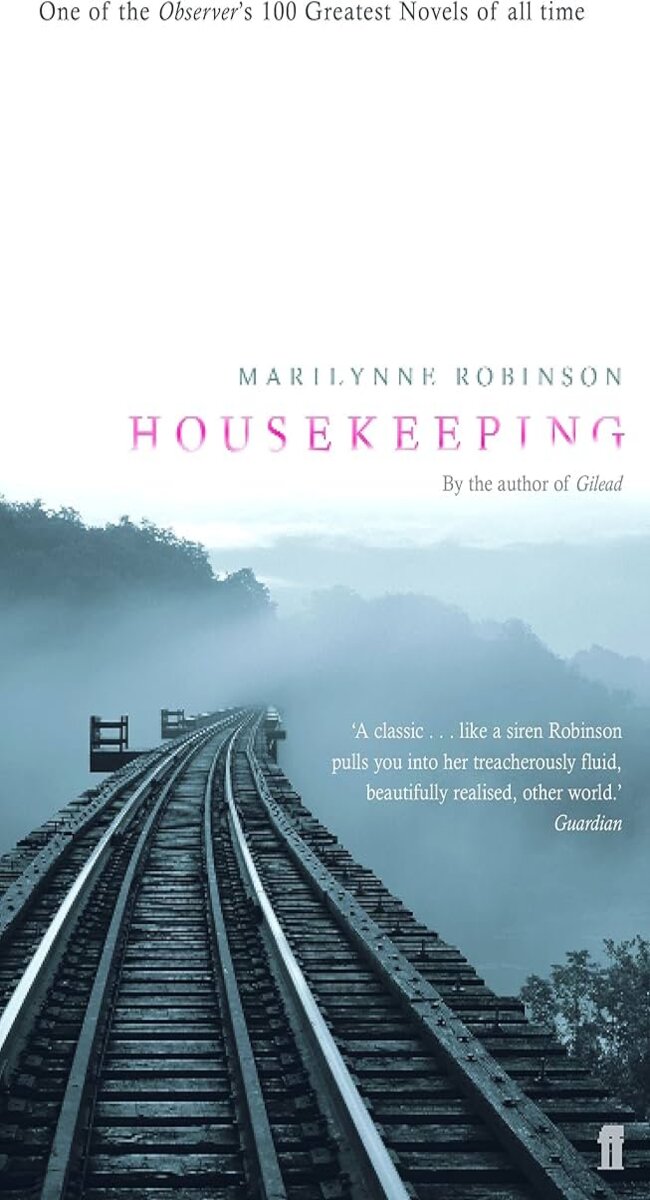 One of the Observer's 100 Greatest Novels of all time
MARILYNNE ROBINSON
HOUSEKEEPING
By the author of Gilead
‘A classic . . . like a siren Robinson
pulls you into her treacherously fluid,
beautifully realised, other world.’
Guardian
ff